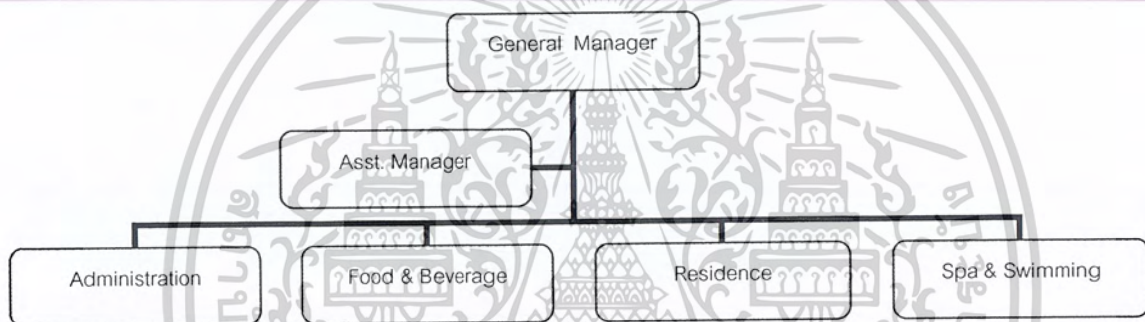 General Manager
Asst. Manager
Administration
Food & Beverage
Residence
Spa & Swimming